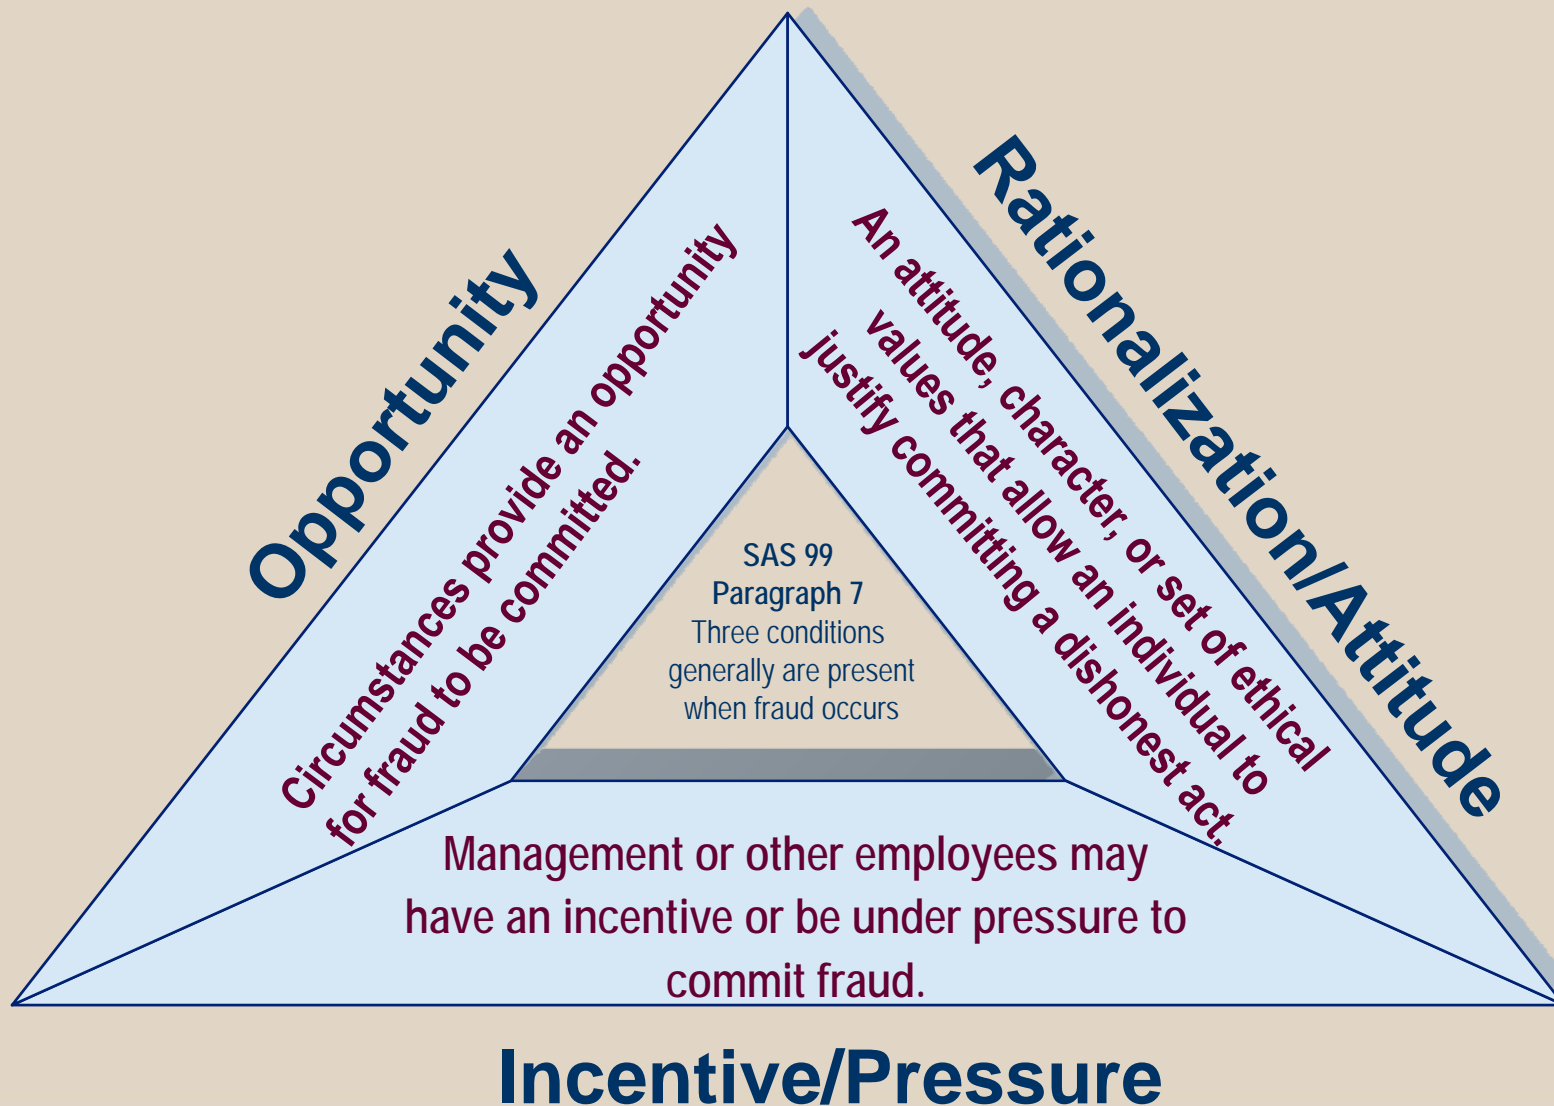 Opportunity
Circumstances provide an opportunity
for fraud to be committed.
Rationalization/Attitude
An attitude, character, or set of ethical
values that allow an individual to
justify committing a dishonest act.
SAS 99
Paragraph 7
Three conditions
generally are present
when fraud occurs
Management or other employees may
have an incentive or be under pressure to
commit fraud.
Incentive/Pressure